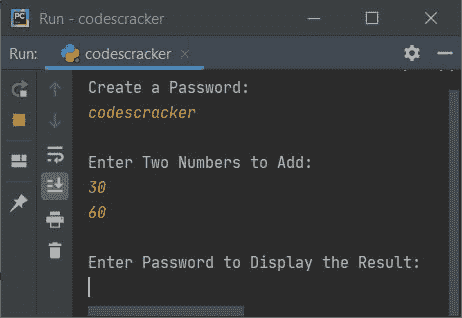 PC
Run - codescracker
Run:
codescracker
Create a Password:
codescracker
Enter Two Numbers to Add:
30
60
Enter Password to Display the Result: